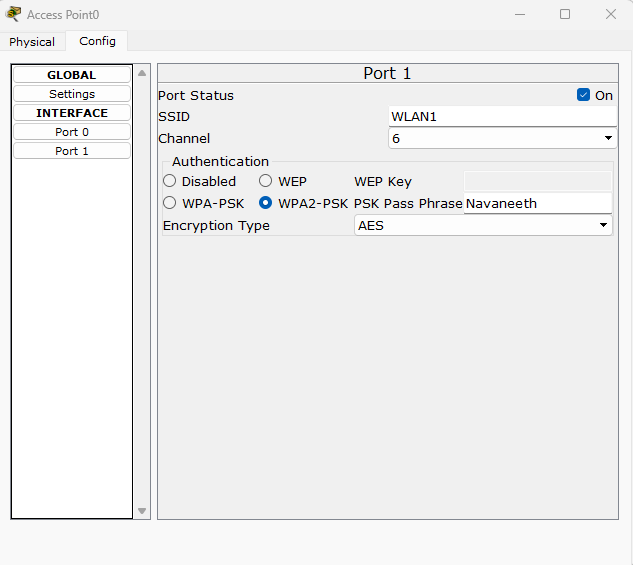 Access Point0
Physical Config
GLOBAL
Settings
INTERFACE
Port 0
Port 1
Port 1
Port Status On
SSID WLAN1
Channel 6
Authentication
Disabled WEP WEP Key
WPA-PSK WPA2-PSK PSK Pass Phrase Navaneeth
Encryption Type AES